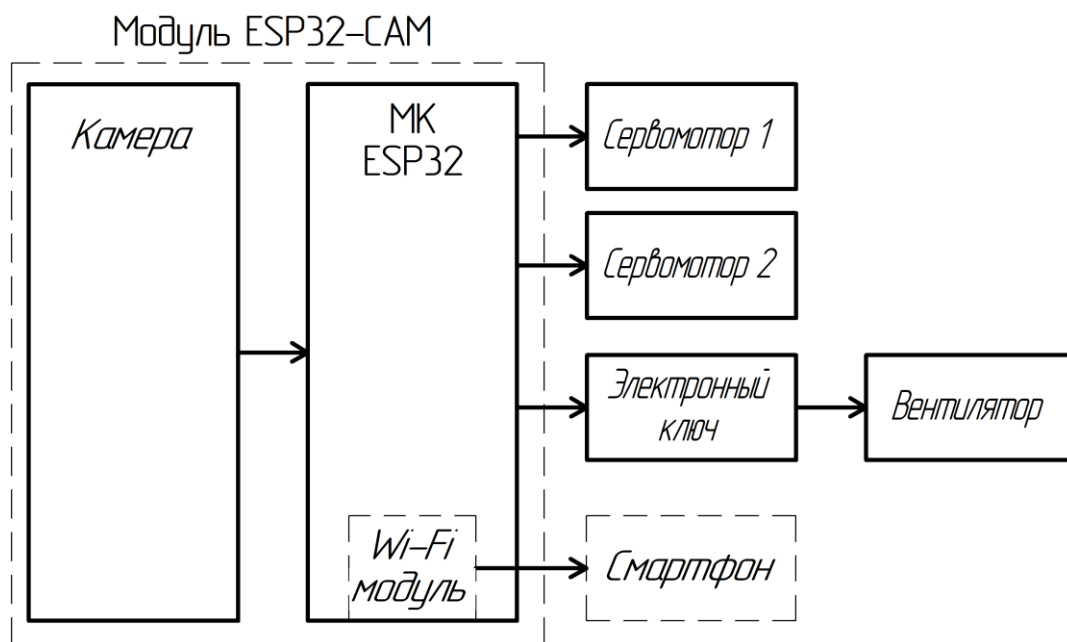 Модуль ESP32-CAM
Камера
МК
ESP32
Сервомотор 1
Сервомотор 2
Электронный
ключ
Вентилятор
Wi-Fi
модуль
Смартфон